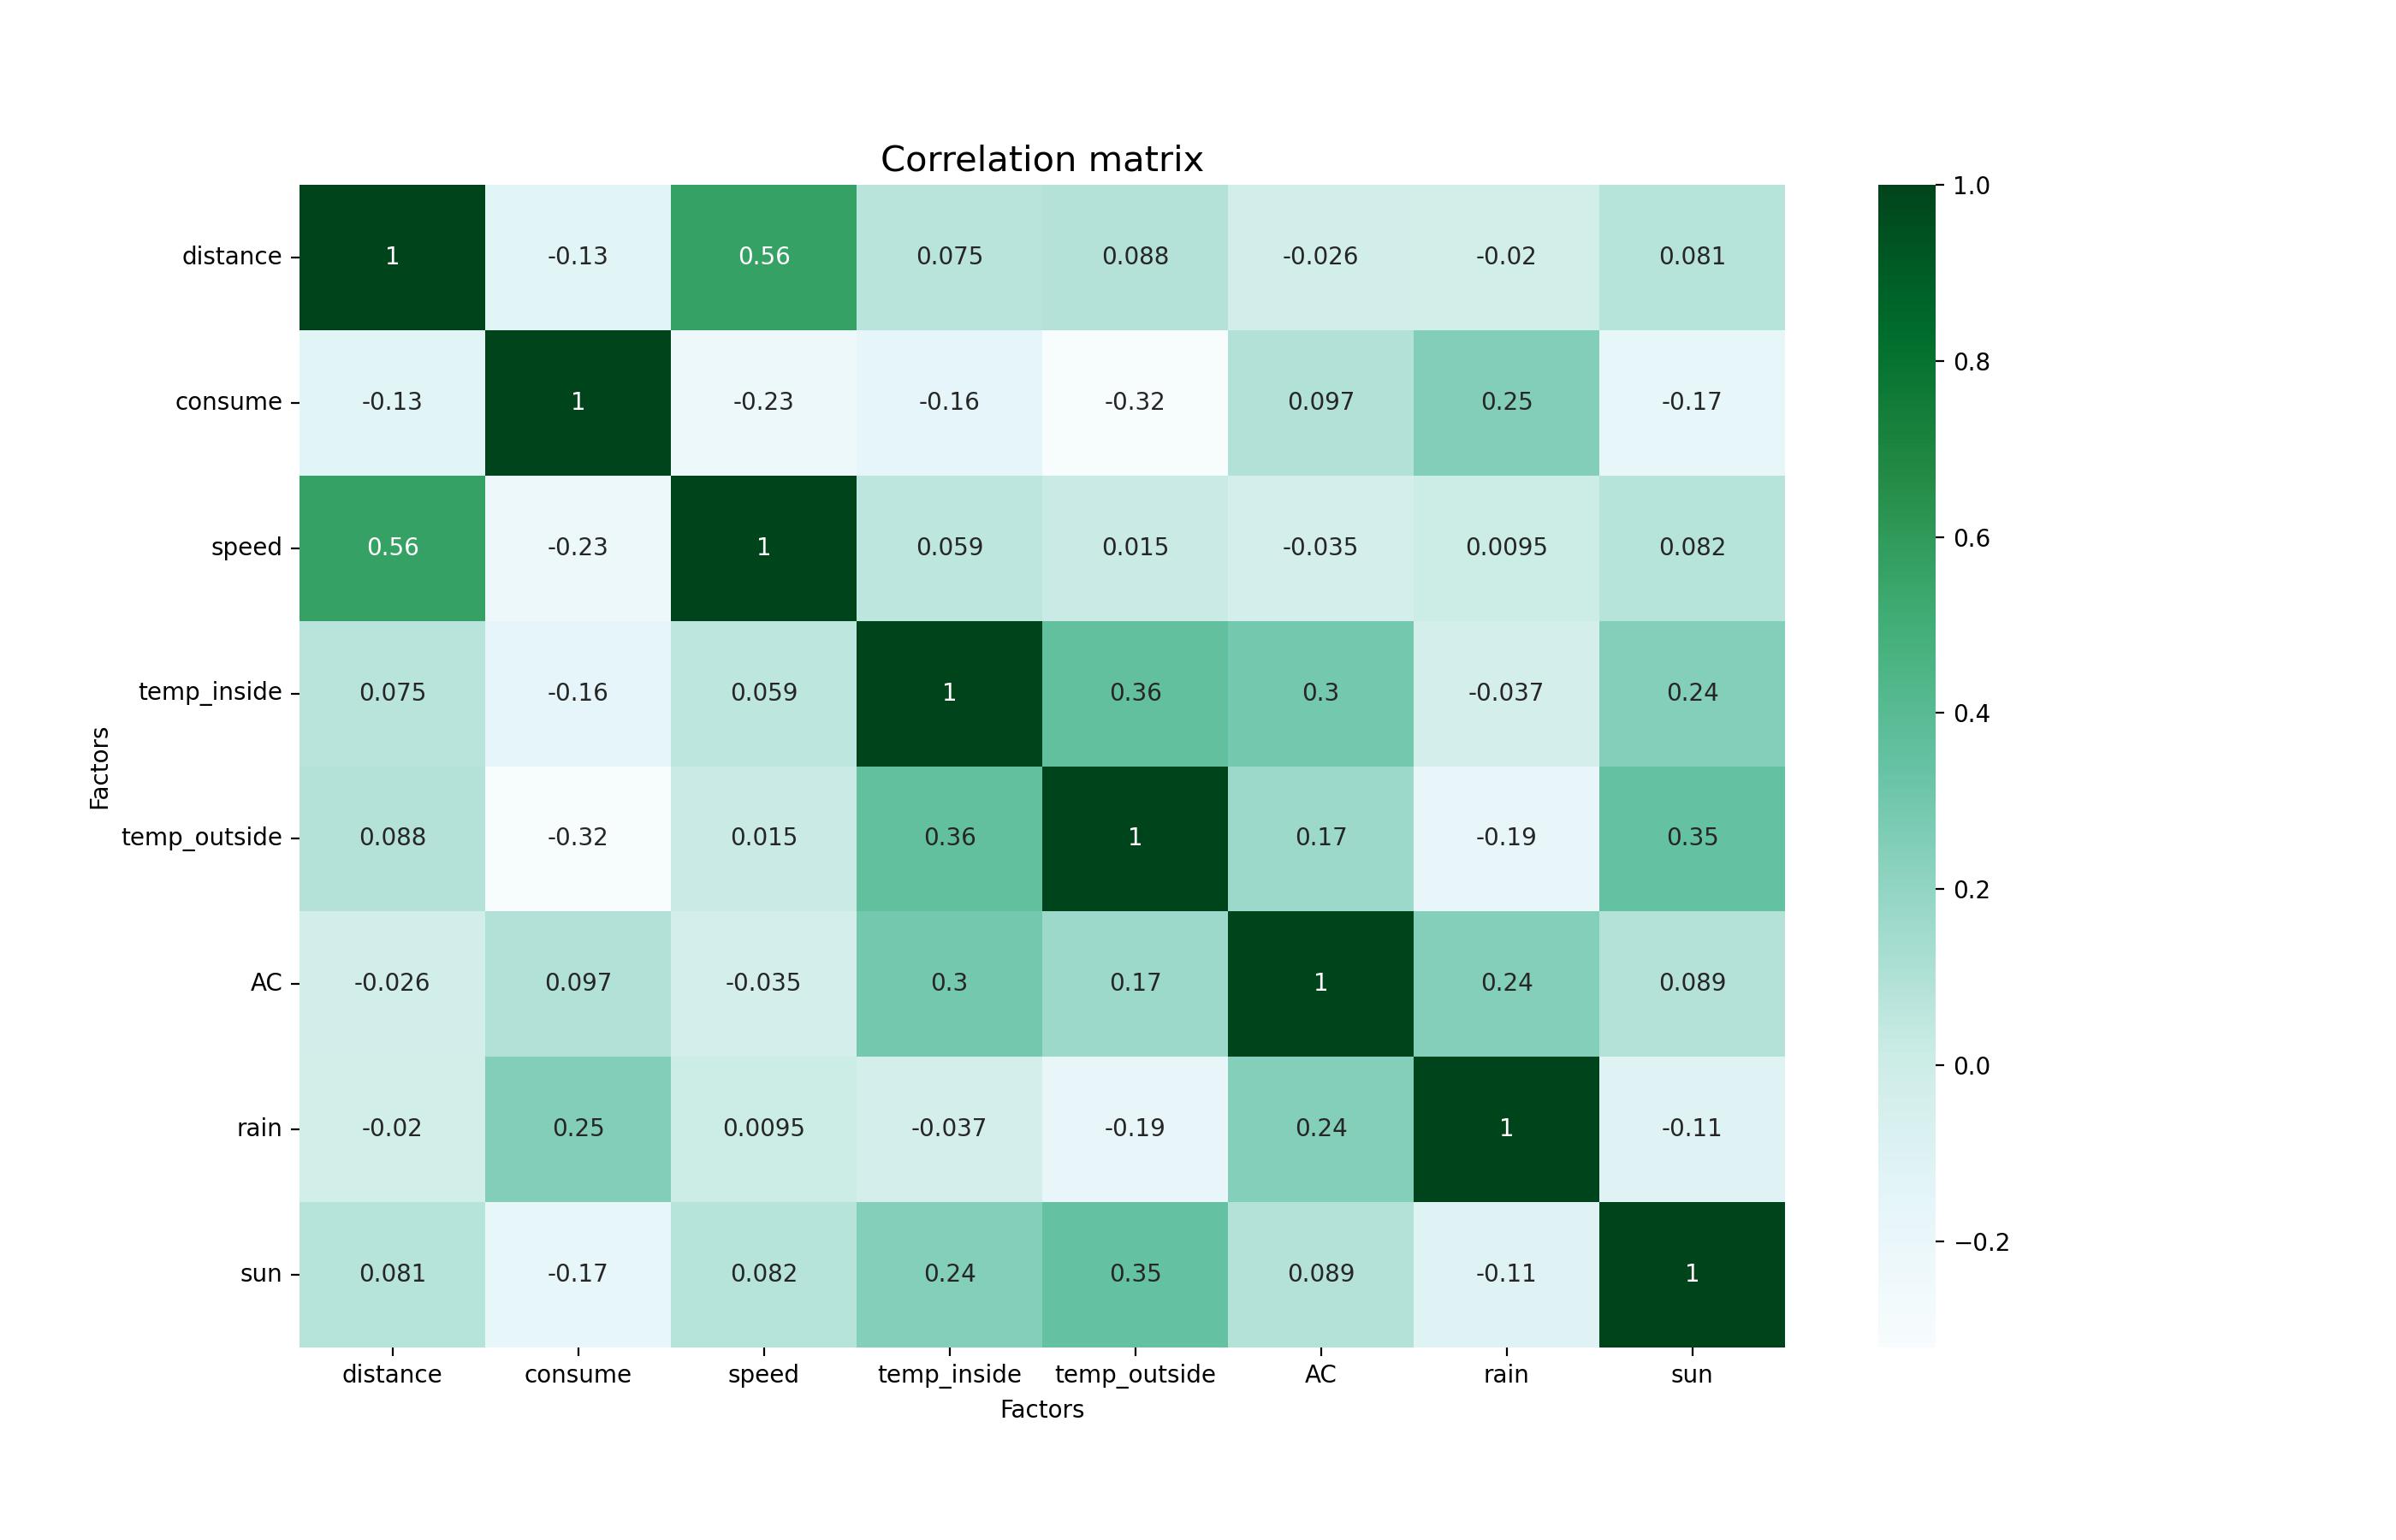 Correlation matrix
distance 1 -0.13 0.56 0.075 0.088 -0.026 -0.02 0.081
consume -0.13 1 -0.23 -0.16 -0.32 0.097 0.25 -0.17
speed 0.56 -0.23 1 0.059 0.015 -0.035 0.0095 0.082
temp_inside 0.075 -0.16 0.059 1 0.36 0.3 -0.037 0.24
temp_outside 0.088 -0.32 0.015 0.36 1 0.17 -0.19 0.35
AC -0.026 0.097 -0.035 0.3 0.17 1 0.24 0.089
rain -0.02 0.25 0.0095 -0.037 -0.19 0.24 1 -0.11
sun 0.081 -0.17 0.082 0.24 0.35 0.089 -0.11 1
distance consume speed temp_inside temp_outside AC rain sun
Factors
Factors
1.0
0.8
0.6
0.4
0.2
0.0
−0.2